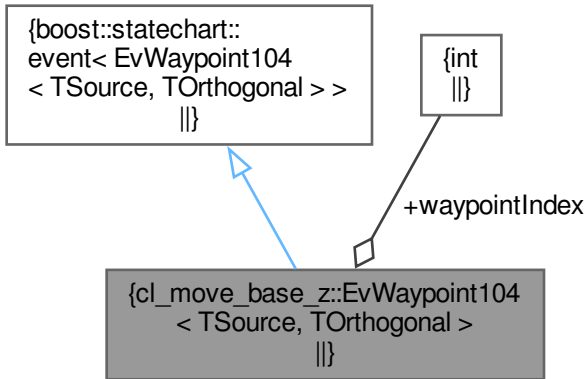 {boost::statechart::
event< EvWaypoint104
< TSource, TOrthogonal > >
||}
{int
||}
+waypointIndex
{cl_move_base_z::EvWaypoint104
< TSource, TOrthogonal >
||}